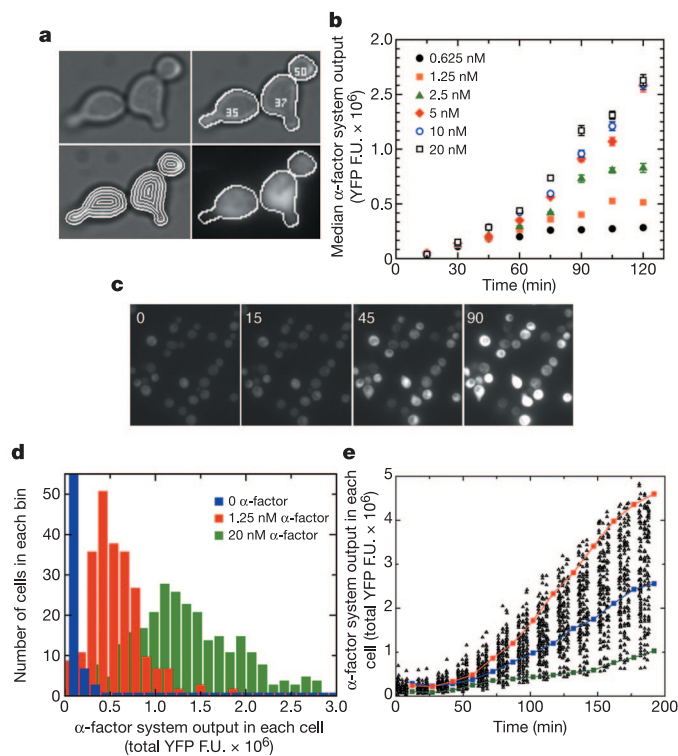 a
50
35
37
b
Median α-factor system output
(YFP F.U. × 10⁶)
2.0
2.5
1.0
0.5
0
0.625 nM
1.25 nM
2.5 nM
5 nM
10 nM
20 nM
0
30
60
90
120
Time (min)
c
0
15
45
90
d
Number of cells in each bin
50
40
30
20
10
0
0 α-factor
1.25 nM α-factor
20 nM α-factor
0
0.5
1.0
1.5
2.0
2.5
3.0
α-factor system output in each cell
(total YFP F.U. × 10⁶)
e
α-factor system output in each
cell (total YFP F.U. × 10⁶)
5
4
3
2
1
0
0
50
100
150
200
Time (min)